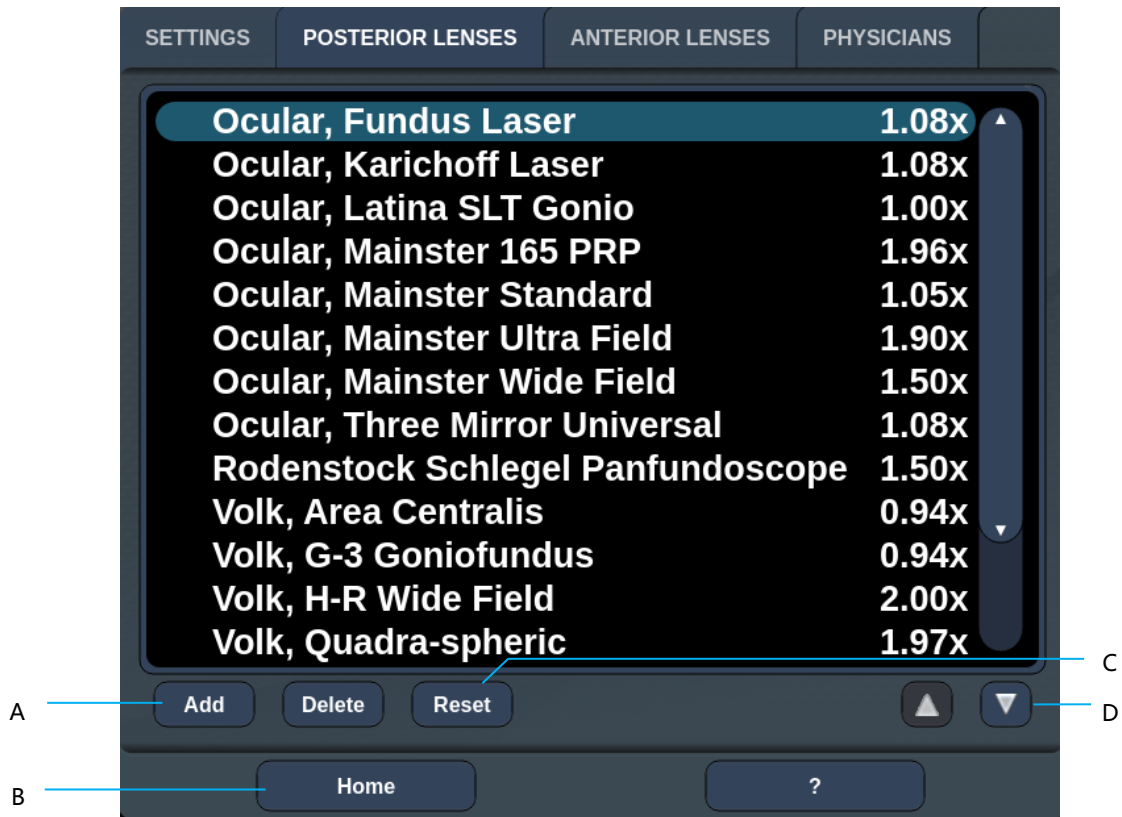 SETTINGS POSTERIOR LENSES ANTERIOR LENSES PHYSICIANS
Ocular, Fundus Laser 1.08x
Ocular, Karichoff Laser 1.08x
Ocular, Latina SLT Gonio 1.00x
Ocular, Mainster 165 PRP 1.96x
Ocular, Mainster Standard 1.05x
Ocular, Mainster Ultra Field 1.90x
Ocular, Mainster Wide Field 1.50x
Ocular, Three Mirror Universal 1.08x
Rodenstock Schlegel Panfundoscope 1.50x
Volk, Area Centralis 0.94x
Volk, G-3 Goniofundus 0.94x
Volk, H-R Wide Field 2.00x
Volk, Quadra-spheric 1.97x
C
A Add Delete Reset D
B Home ?